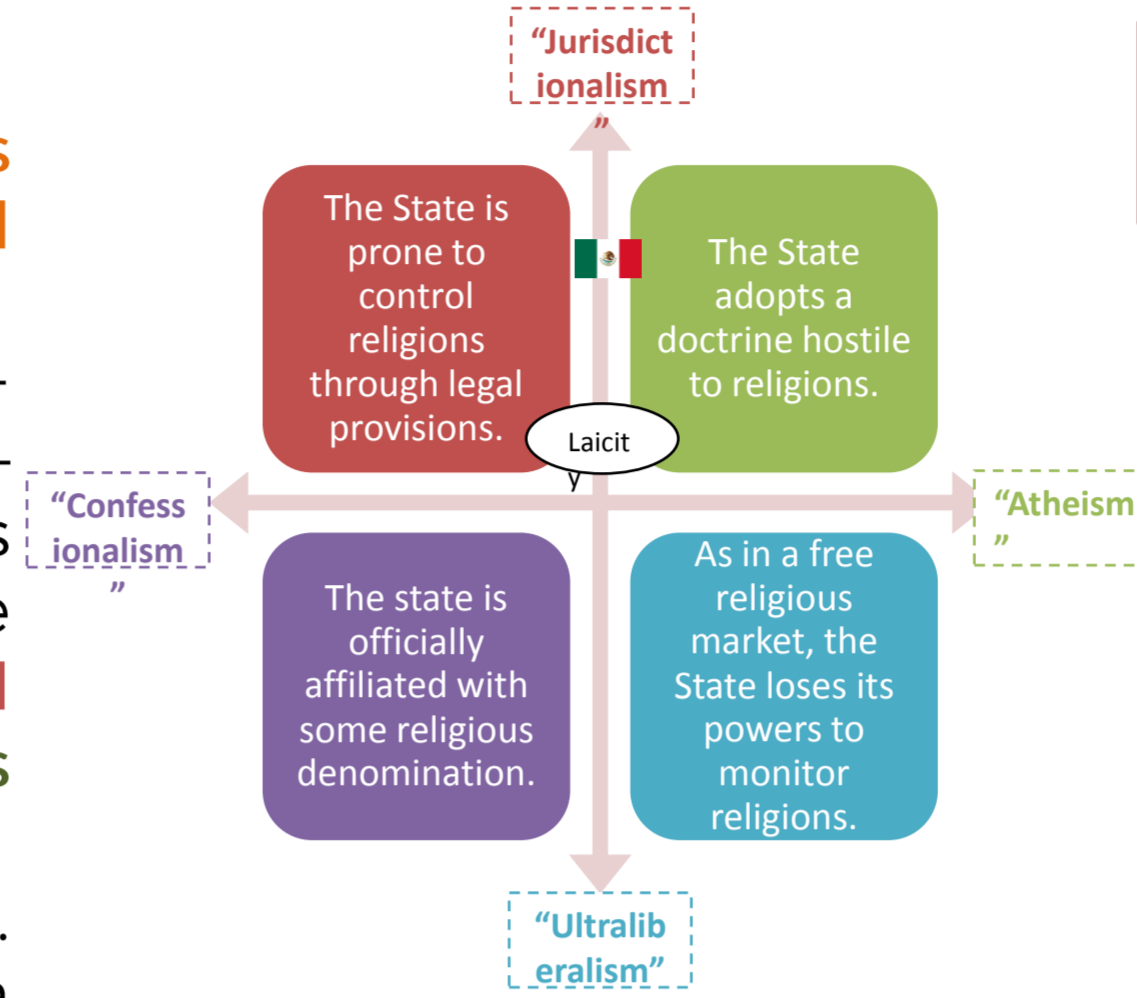 “Jurisdict
ionalism
”
s
The State is
prone to
control
religions
through legal
provisions.
The State
adopts a
doctrine hostile
to religions.
Laicit
y
“Confess
ionalism
”
“Atheism
”
s
e
s
The state is
officially
affiliated with
some religious
denomination.
As in a free
religious
market, the
State loses its
powers to
monitor
religions.
“Ultralib
eralism”